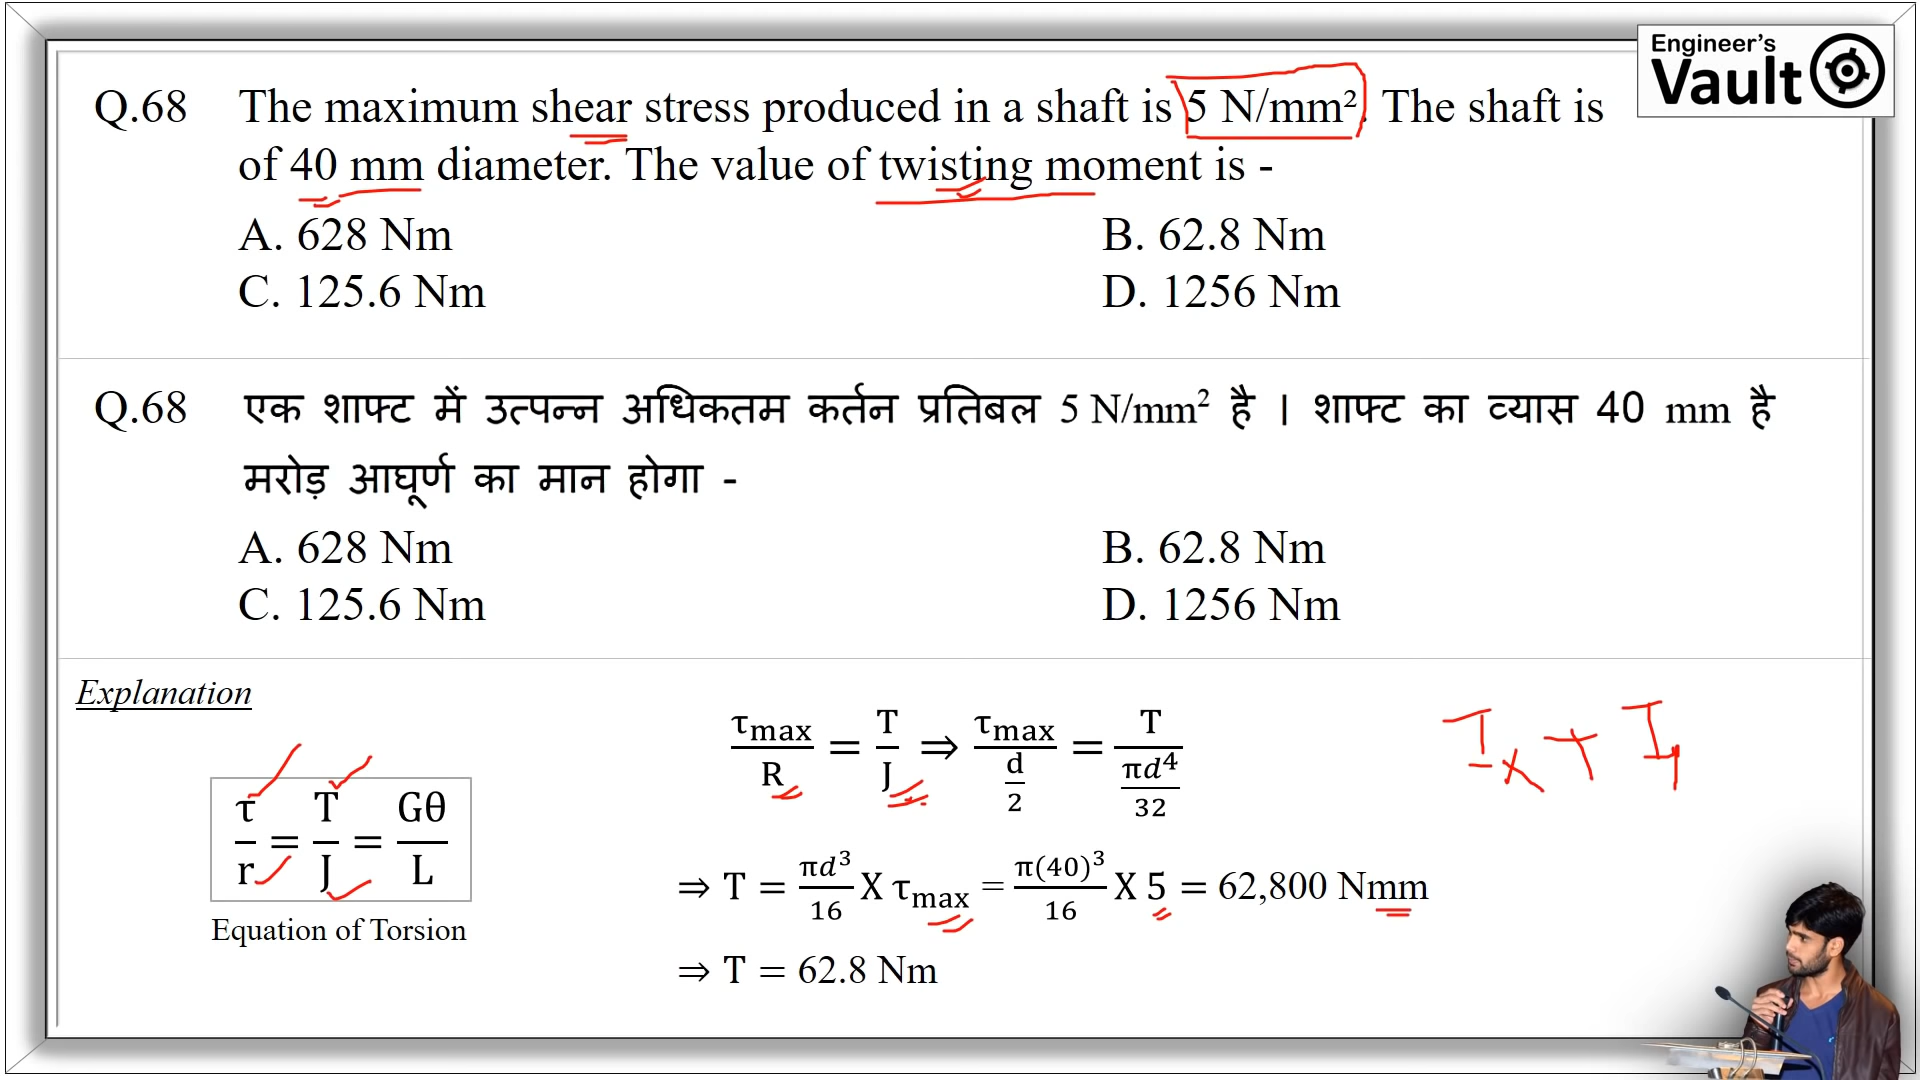 Engineer's
Vault
Q.68 The maximum shear stress produced in a shaft is 5 N/mm². The shaft is
of 40 mm diameter. The value of twisting moment is -
A. 628 Nm B. 62.8 Nm
C. 125.6 Nm D. 1256 Nm
Q.68 एक शाफ्ट में उत्पन्न अधिकतम कर्तन प्रतिबल 5 N/mm² है । शाफ्ट का व्यास 40 mm है
मरोड़ आघूर्ण का मान होगा -
A. 628 Nm B. 62.8 Nm
C. 125.6 Nm D. 1256 Nm
Explanation
τ/r = T/J = Gθ/L
Equation of Torsion
τmax/R = T/J ⇒ τmax/(d/2) = T/(πd⁴/32)
⇒ T = πd³/16 X τmax = π(40)³/16 X 5 = 62,800 Nmm
⇒ T = 62.8 Nm